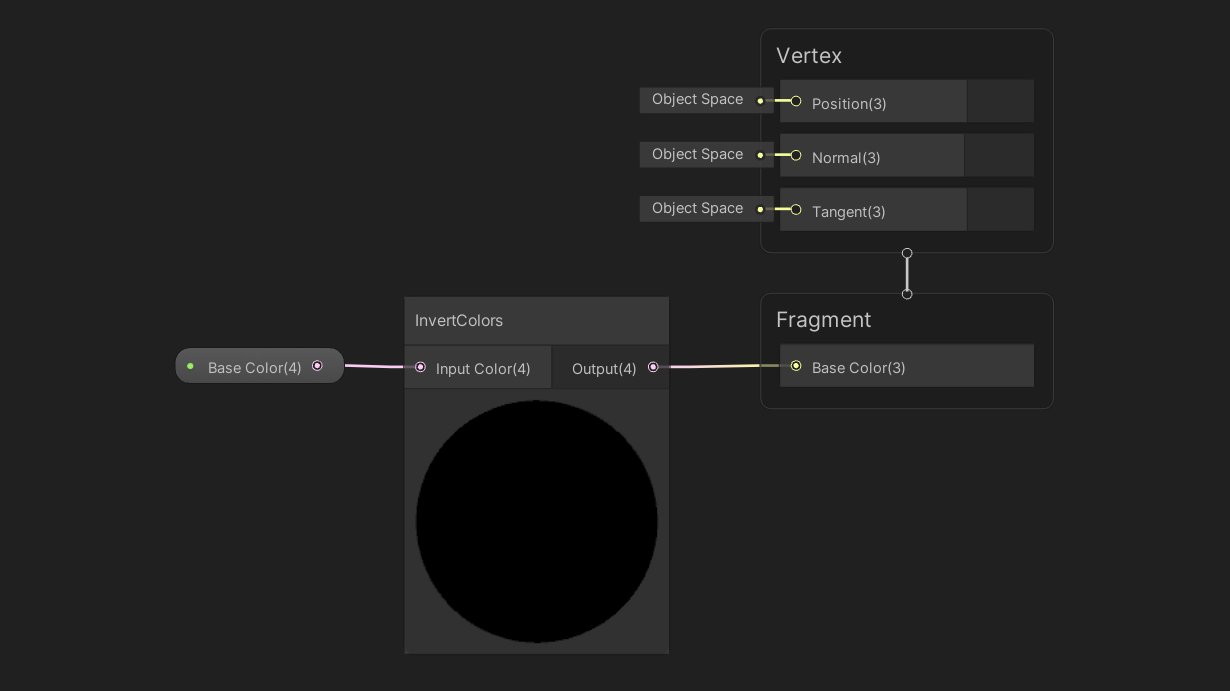 Vertex
Object Space
Position(3)
Object Space
Normal(3)
Object Space
Tangent(3)
InvertColors
Fragment
Base Color(4)
Input Color(4)
Output(4)
Base Color(3)